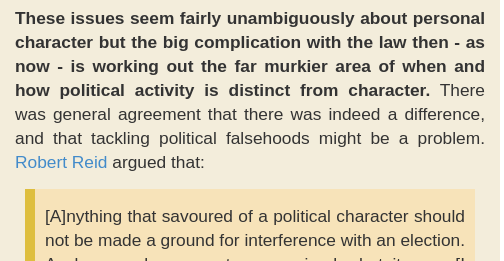 These issues seem fairly unambiguously about personal
character but the big complication with the law then - as
now - is working out the far murkier area of when and
how political activity is distinct from character. There
was general agreement that there was indeed a difference,
and that tackling political falsehoods might be a problem.
Robert Reid argued that:
[A]nything that savoured of a political character should
not be made a ground for interference with an election.